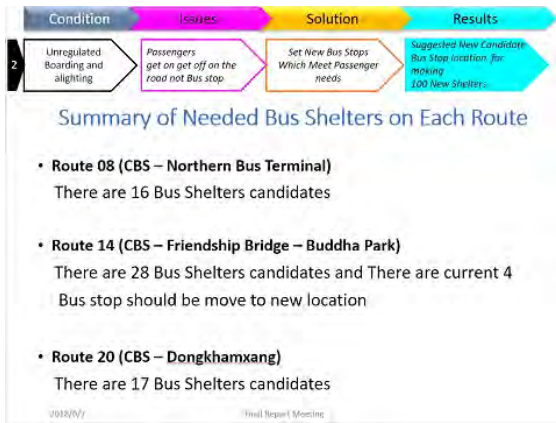 Condition
Issues
Solution
Results
2
Unregulated
Boarding and
alighting
Passengers
get on get off on the
road not Bus stop
Set New Bus Stops
Which Meet Passenger
needs
Suggested New Candidate
Bus Stop location for
making
100 New Shelters
Summary of Needed Bus Shelters on Each Route
• Route 08 (CBS – Northern Bus Terminal)
There are 16 Bus Shelters candidates
• Route 14 (CBS – Friendship Bridge – Buddha Park)
There are 28 Bus Shelters candidates and There are current 4
Bus stop should be move to new location
• Route 20 (CBS – Dongkhamxang)
There are 17 Bus Shelters candidates
Final Report Meeting